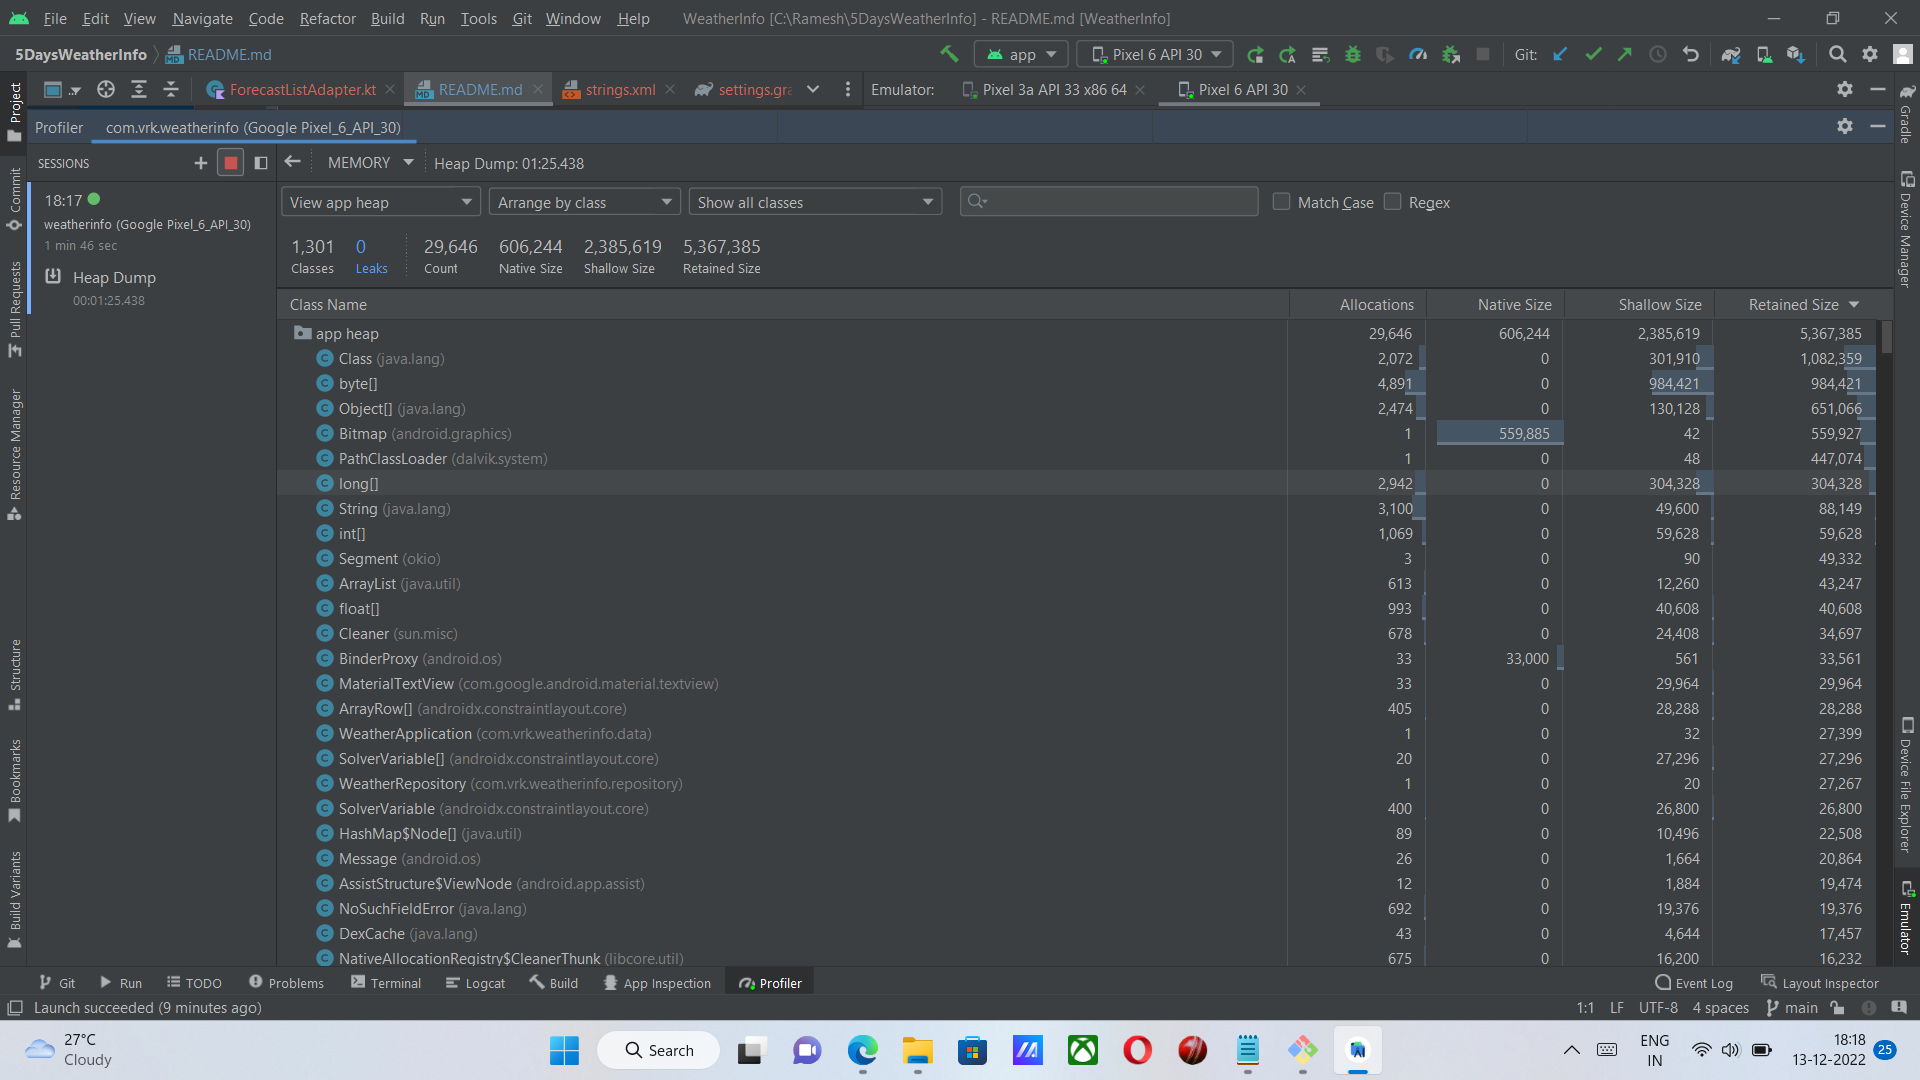 File Edit View Navigate Code Refactor Build Run Tools Git Window Help WeatherInfo [C:\Ramesh\5DaysWeatherInfo] - README.md [WeatherInfo]
5DaysWeatherInfo README.md app Pixel 6 API 30 Git:
ForecastListAdapter.kt README.md strings.xml settings.gra Emulator: Pixel 3a API 33 x86 64 Pixel 6 API 30
Profiler com.vrk.weatherinfo (Google Pixel_6_API_30)
SESSIONS MEMORY Heap Dump: 01:25.438
18:17
weatherinfo (Google Pixel_6_API_30)
1 min 46 sec
Heap Dump
00:01:25.438
View app heap Arrange by class Show all classes Match Case Regex
1,301 0 29,646 606,244 2,385,619 5,367,385
Classes Leaks Count Native Size Shallow Size Retained Size
Class Name Allocations Native Size Shallow Size Retained Size
app heap 29,646 606,244 2,385,619 5,367,385
Class (java.lang) 2,072 0 301,910 1,082,359
byte[] 4,891 0 984,421 984,421
Object[] (java.lang) 2,474 0 130,128 651,066
Bitmap (android.graphics) 1 559,885 42 559,927
PathClassLoader (dalvik.system) 1 0 48 447,074
long[] 2,942 0 304,328 304,328
String (java.lang) 3,100 0 49,600 88,149
int[] 1,069 0 59,628 59,628
Segment (okio) 3 0 90 49,332
ArrayList (java.util) 613 0 12,260 43,247
float[] 993 0 40,608 40,608
Cleaner (sun.misc) 678 0 24,408 34,697
BinderProxy (android.os) 33 33,000 561 33,561
MaterialTextView (com.google.android.material.textview) 33 0 29,964 29,964
ArrayRow[] (androidx.constraintlayout.core) 405 0 28,288 28,288
WeatherApplication (com.vrk.weatherinfo.data) 1 0 32 27,399
SolverVariable[] (androidx.constraintlayout.core) 20 0 27,296 27,296
WeatherRepository (com.vrk.weatherinfo.repository) 1 0 20 27,267
SolverVariable (androidx.constraintlayout.core) 400 0 26,800 26,800
HashMap$Node[] (java.util) 89 0 10,496 22,508
Message (android.os) 26 0 1,664 20,864
AssistStructure$ViewNode (android.app.assist) 12 0 1,884 19,474
NoSuchFieldError (java.lang) 692 0 19,376 19,376
DexCache (java.lang) 43 0 4,644 17,457
NativeAllocationRegistry$CleanerThunk (libcore.util) 675 0 16,200 16,232
Project
Commit
Pull Requests
Resource Manager
Structure
Bookmarks
Build Variants
Gradle
Device Manager
Device File Explorer
Emulator
Git Run TODO Problems Terminal Logcat Build App Inspection Profiler Event Log Layout Inspector
Launch succeeded (9 minutes ago) 1:1 LF UTF-8 4 spaces main
27°C
Cloudy
Search
ENG
IN
18:18
13-12-2022
25